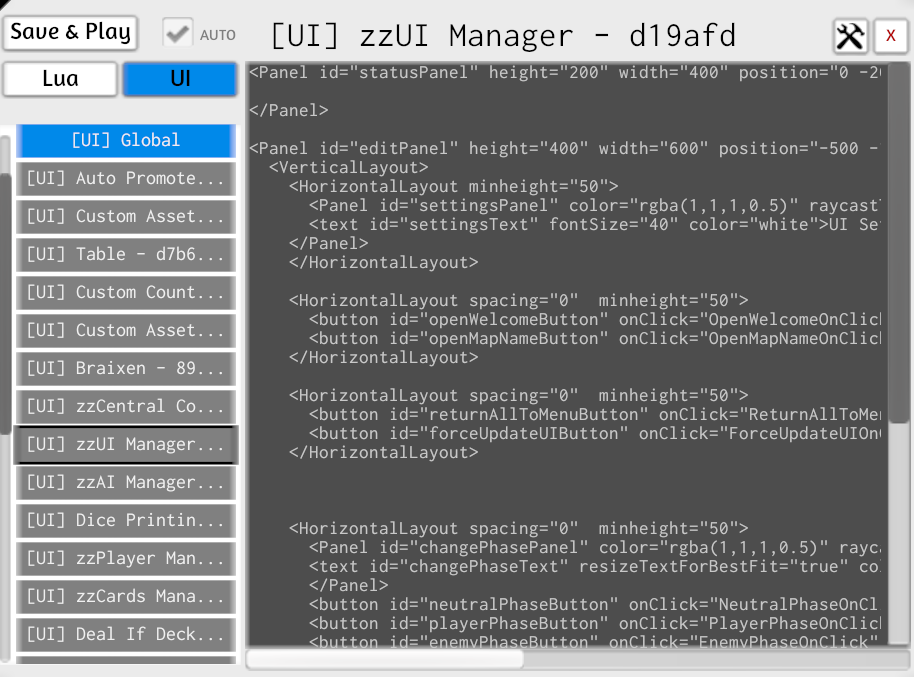 Save & Play
AUTO
[UI] zzUI Manager - d19afd
X
Lua
UI
[UI] Global
[UI] Auto Promote...
[UI] Custom Asset...
[UI] Table - d7b6...
[UI] Custom Count...
[UI] Custom Asset...
[UI] Braixen - 89...
[UI] zzCentral Co...
[UI] zzUI Manager...
[UI] zzAI Manager...
[UI] Dice Printin...
[UI] zzPlayer Man...
[UI] zzCards Mana...
[UI] Deal If Deck...
<Panel id="statusPanel" height="200" width="400" position="0 -20
</Panel>
<Panel id="editPanel" height="400" width="600" position="-500 -
<VerticalLayout>
<HorizontalLayout minheight="50">
<Panel id="settingsPanel" color="rgba(1,1,1,0.5)" raycast
<text id="settingsText" fontSize="40" color="white">UI Se
</Panel>
</HorizontalLayout>
<HorizontalLayout spacing="0"  minheight="50">
<button id="openWelcomeButton" onClick="OpenWelcomeOnClic
<button id="openMapNameButton" onClick="OpenMapNameOnClic
</HorizontalLayout>
<HorizontalLayout spacing="0"  minheight="50">
<button id="returnAllToMenuButton" onClick="ReturnAllToMe
<button id="forceUpdateUIButton" onClick="ForceUpdateUIOn
</HorizontalLayout>
<HorizontalLayout spacing="0"  minheight="50">
<Panel id="changePhasePanel" color="rgba(1,1,1,0.5)" rayc
<text id="changePhaseText" resizeTextForBestFit="true" co
</Panel>
<button id="neutralPhaseButton" onClick="NeutralPhaseOnCl
<button id="playerPhaseButton" onClick="PlayerPhaseOnClic
<button id="enemyPhaseButton" onClick="EnemyPhaseOnClick"